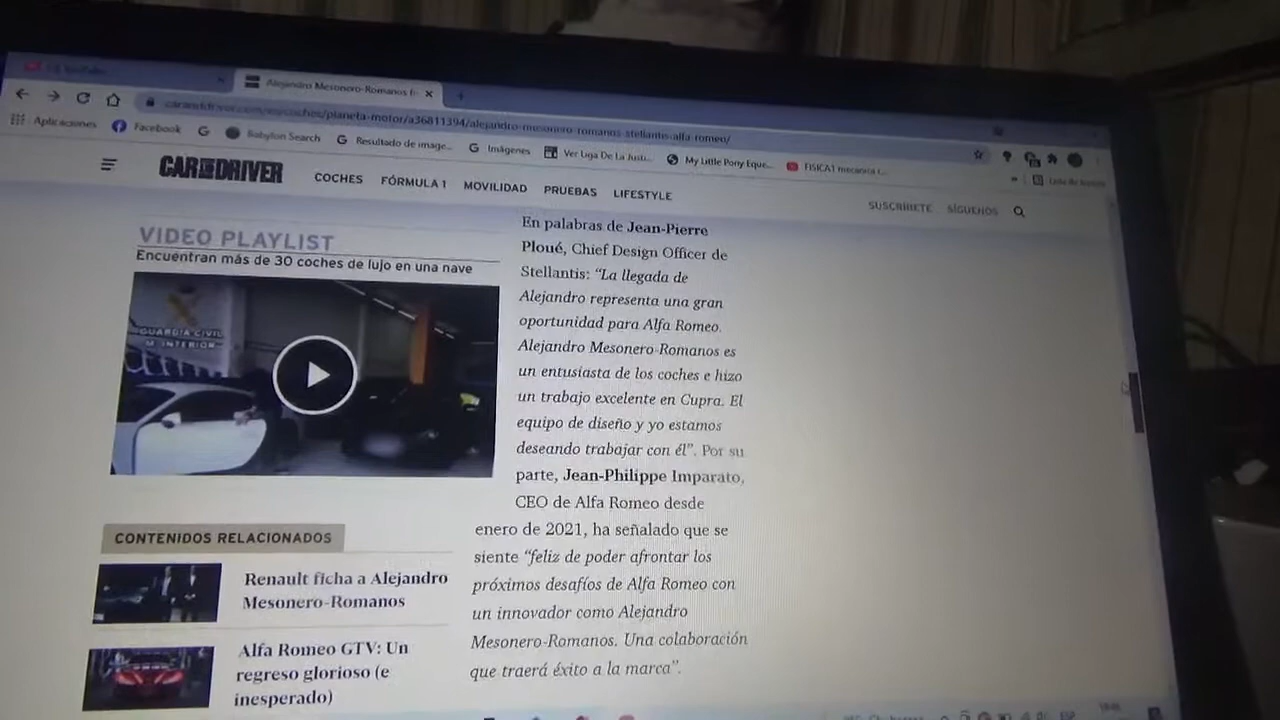 YouTube
Alejandro Mesonero-Romanos
caranddriver.com/es/coches/planeta-motor/a36811394/alejandro-mesonero-romanos-stellantis-alfa-romeo/
Aplicaciones
Facebook
Babylon Search
Resultado de image...
Imágenes
Ver Liga De La Justi...
My Little Pony Eque...
FISICA1 mecanica
CAR AND DRIVER
COCHES
FÓRMULA 1
MOVILIDAD
PRUEBAS
LIFESTYLE
SUSCRÍBETE
SÍGUENOS
VIDEO PLAYLIST
Encuentran más de 30 coches de lujo en una nave
GUARDIA CIVIL
M INTERIOR
CONTENIDOS RELACIONADOS
Renault ficha a Alejandro
Mesonero-Romanos
Alfa Romeo GTV: Un
regreso glorioso (e
inesperado)
En palabras de Jean-Pierre
Ploué, Chief Design Officer de
Stellantis: “La llegada de
Alejandro representa una gran
oportunidad para Alfa Romeo.
Alejandro Mesonero-Romanos es
un entusiasta de los coches e hizo
un trabajo excelente en Cupra. El
equipo de diseño y yo estamos
deseando trabajar con él”. Por su
parte, Jean-Philippe Imparato,
CEO de Alfa Romeo desde
enero de 2021, ha señalado que se
siente “feliz de poder afrontar los
próximos desafíos de Alfa Romeo con
un innovador como Alejandro
Mesonero-Romanos. Una colaboración
que traerá éxito a la marca”.